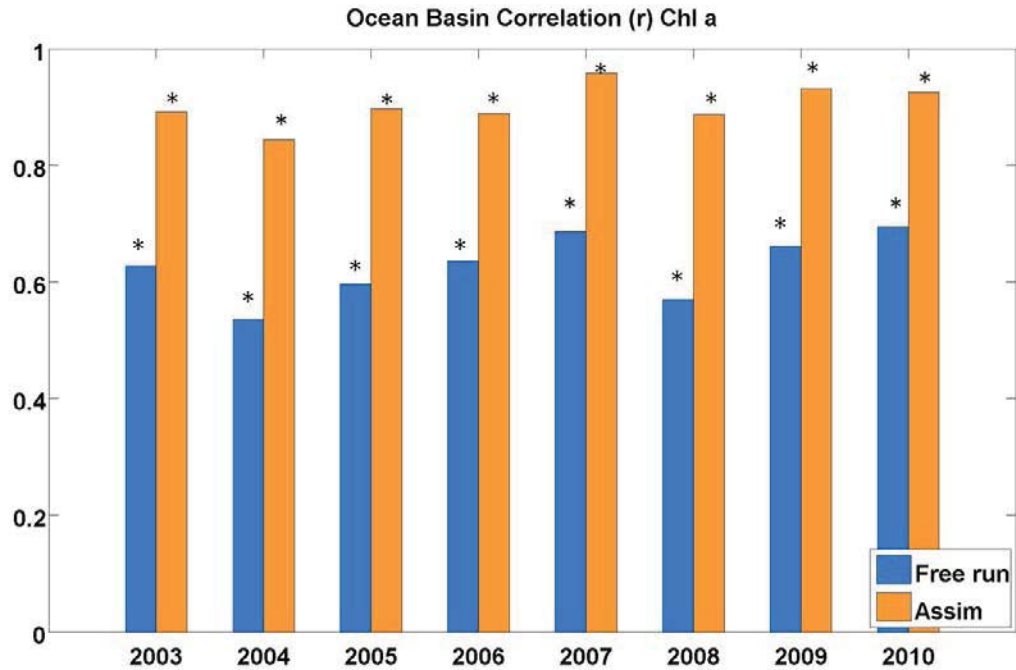 Ocean Basin Correlation (r) Chl a
1
0.8
0.6
0.4
0.2
0
* * * * * * * *
* * * * * * * *
Free run
Assim
2003 2004 2005 2006 2007 2008 2009 2010